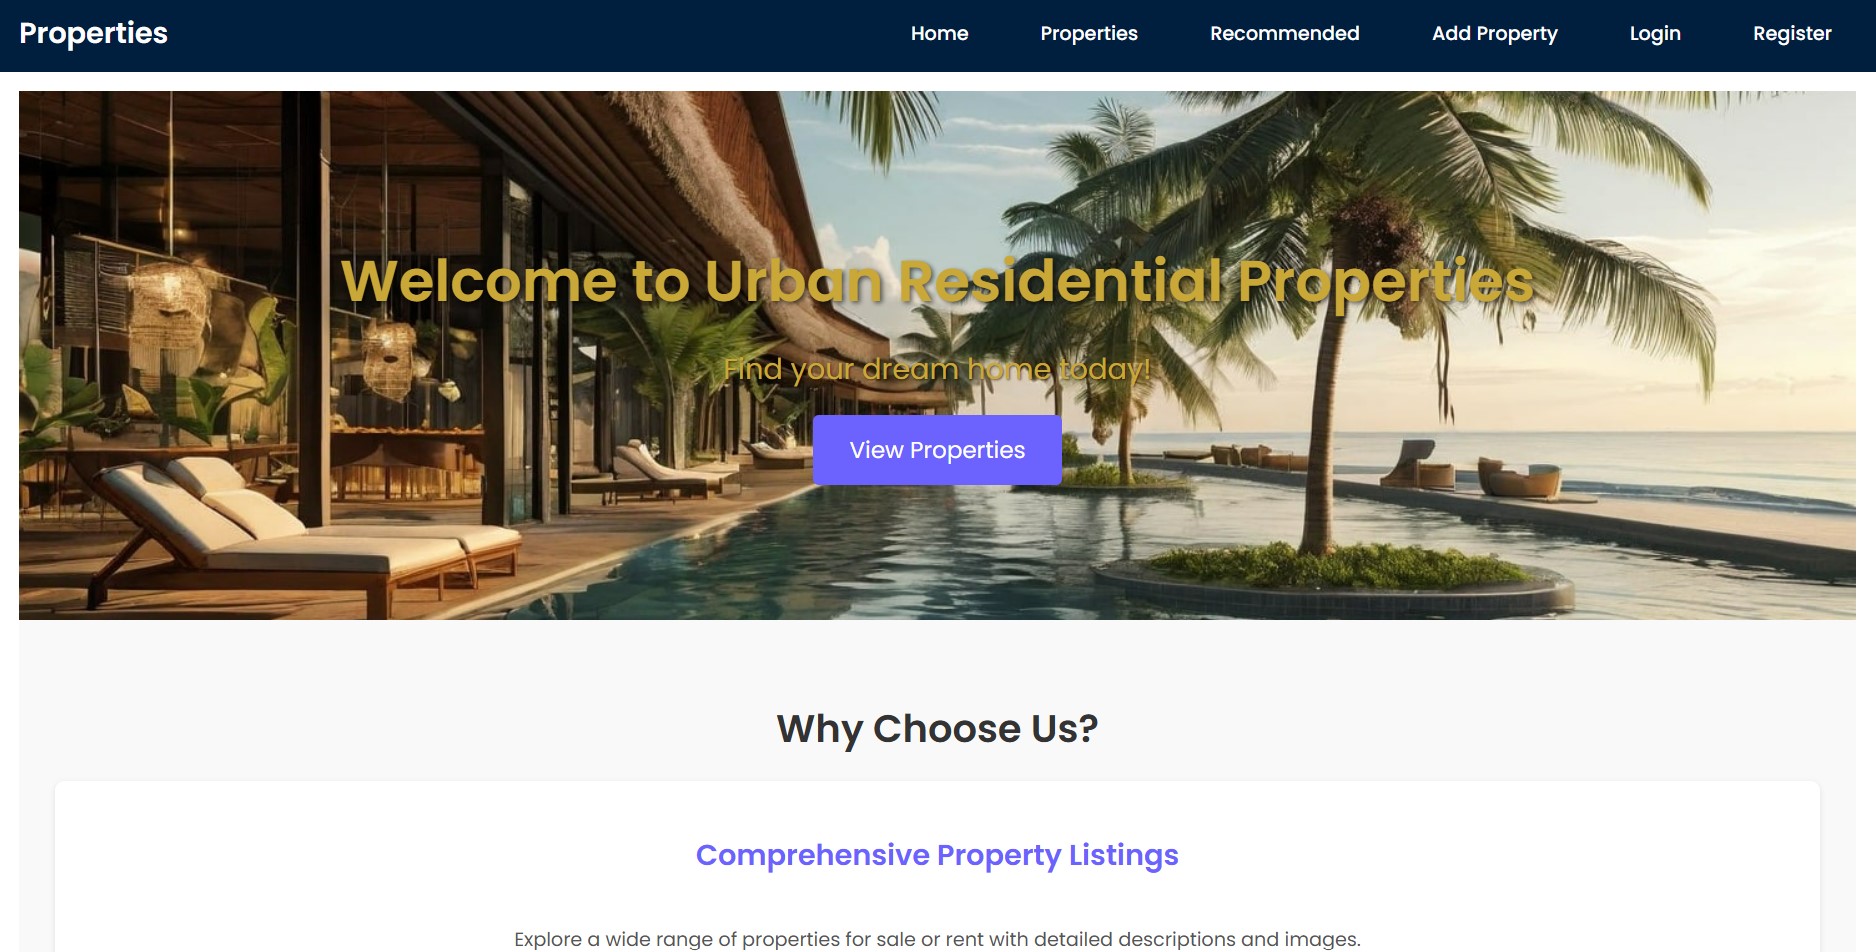 Properties
Home Properties Recommended Add Property Login Register
Welcome to Urban Residential Properties
Find your dream home today!
View Properties
Why Choose Us?
Comprehensive Property Listings
Explore a wide range of properties for sale or rent with detailed descriptions and images.